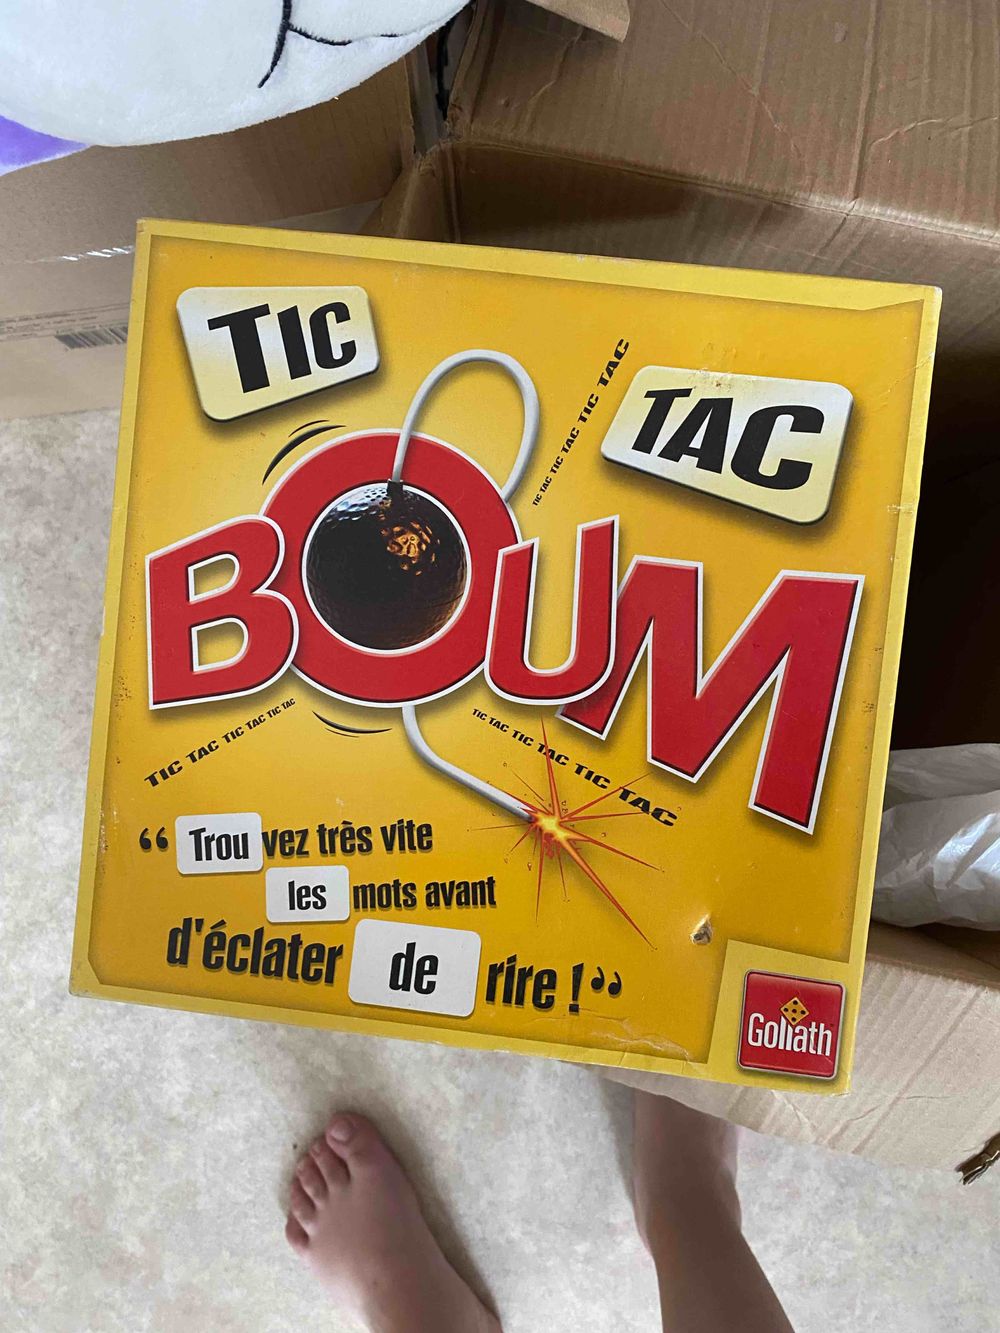 TIC
TAC
TIC TAC TIC TAC TIC TAC
BOUM
TIC TAC TIC TAC TIC TAC
TIC TAC TIC TAC TIC TAC
“ Trouvez très vite
les mots avant
d'éclater de rire ! ”
Goliath